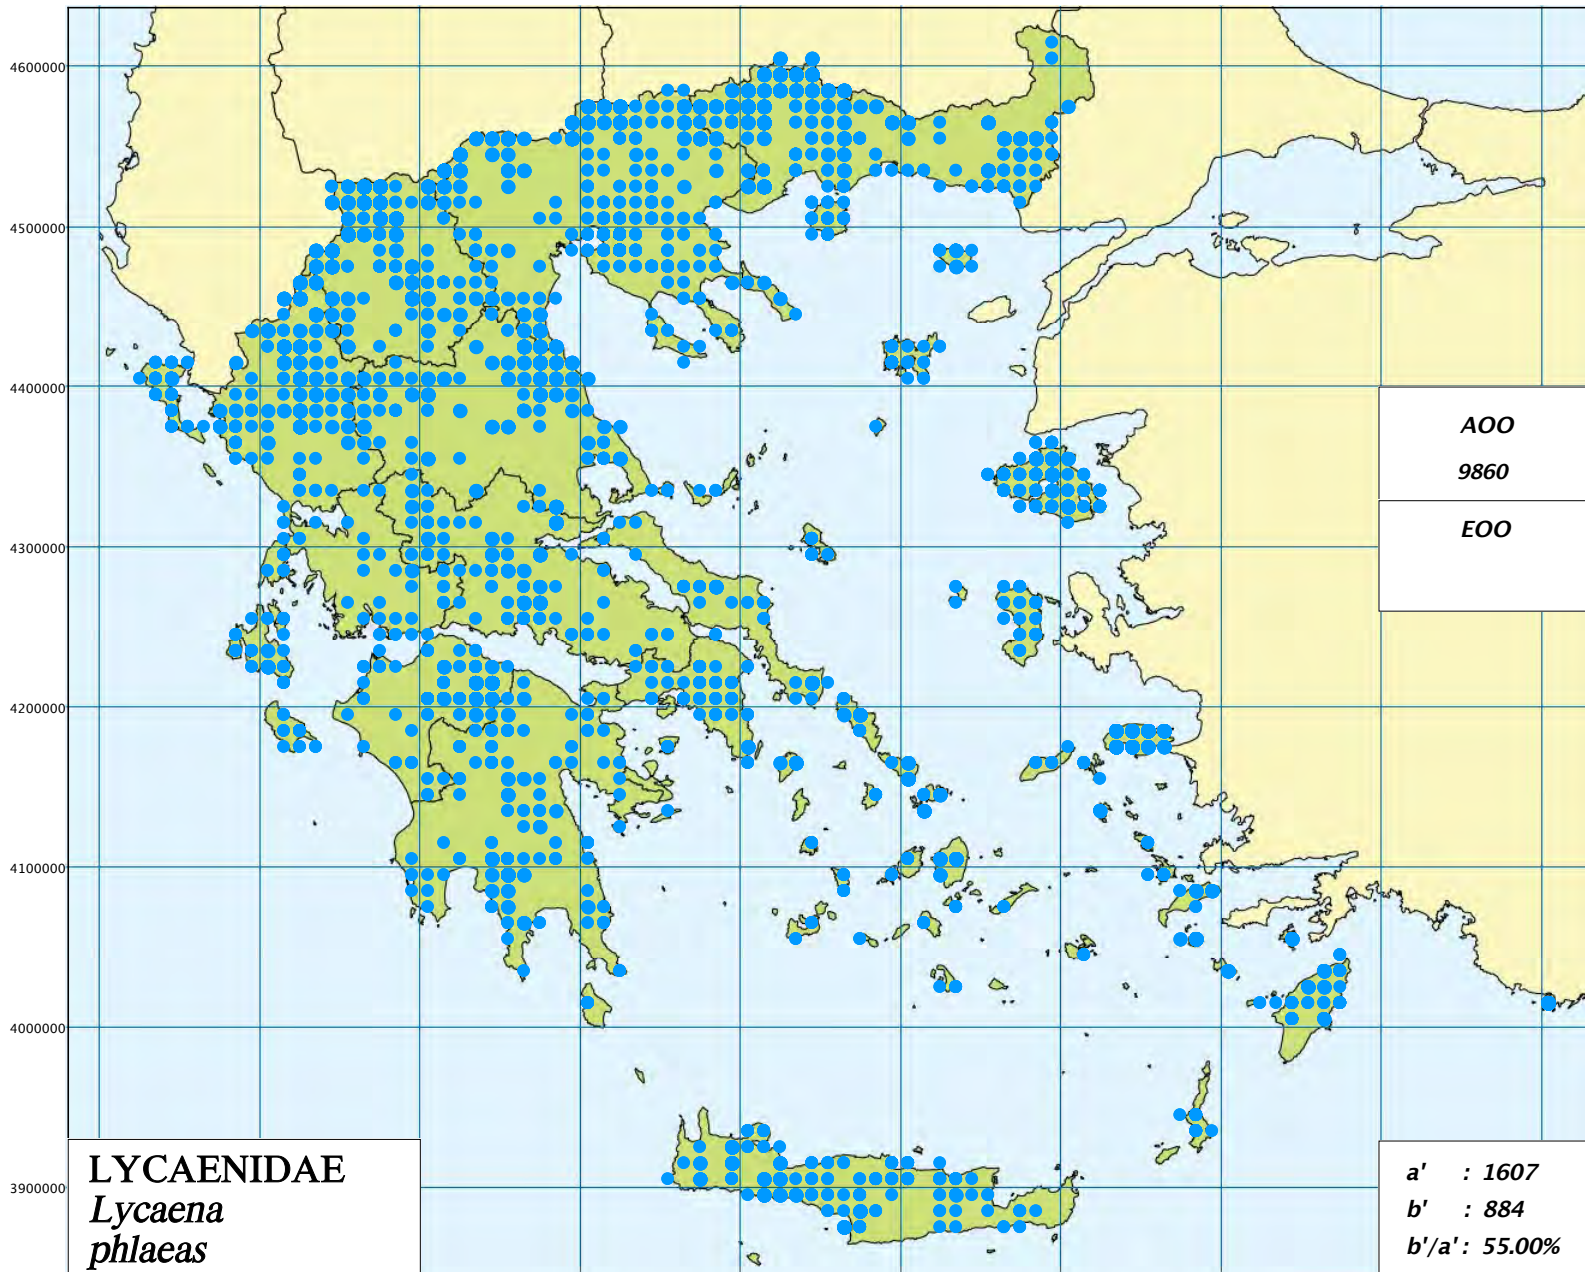 4600000
4500000
4400000
AOO
9860
EOO
4300000
4200000
4100000
4000000
3900000
LYCAENIDAE
Lycaena
phlaeas
a' : 1607
b' : 884
b'/a' : 55.00%